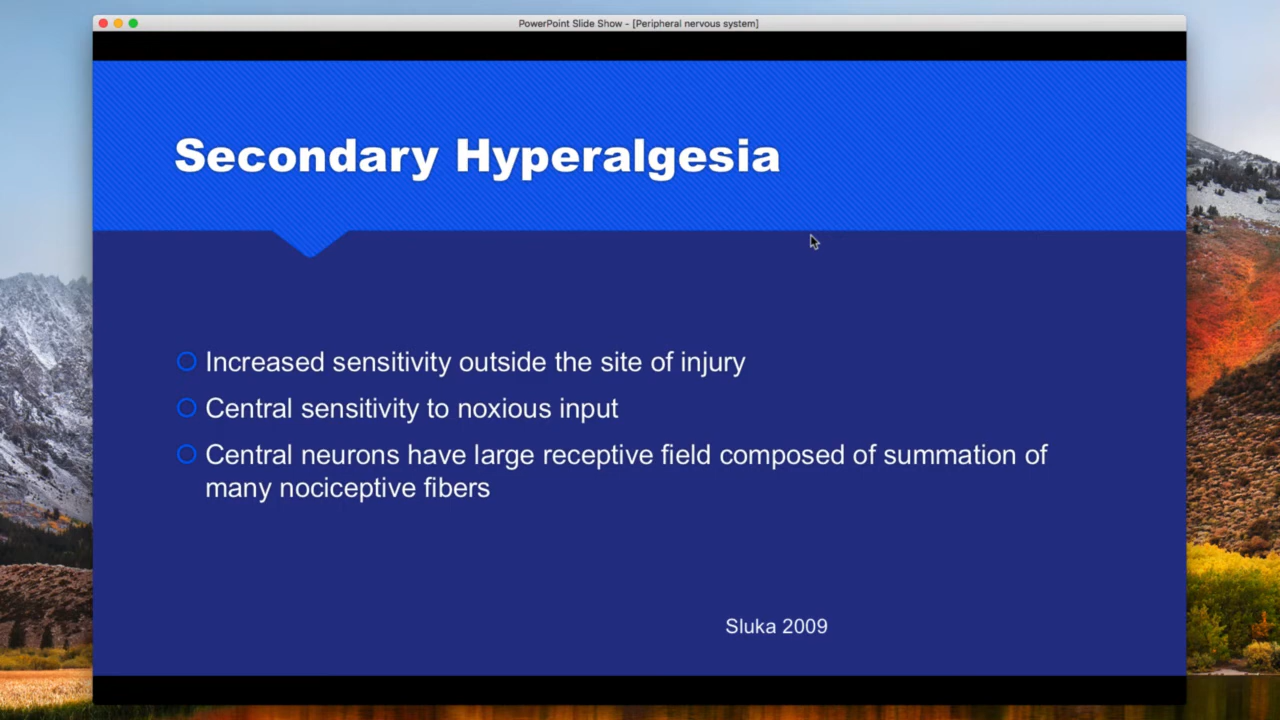 PowerPoint Slide Show - [Peripheral nervous system]
Secondary Hyperalgesia
Increased sensitivity outside the site of injury
Central sensitivity to noxious input
Central neurons have large receptive field composed of summation of
many nociceptive fibers
Sluka 2009